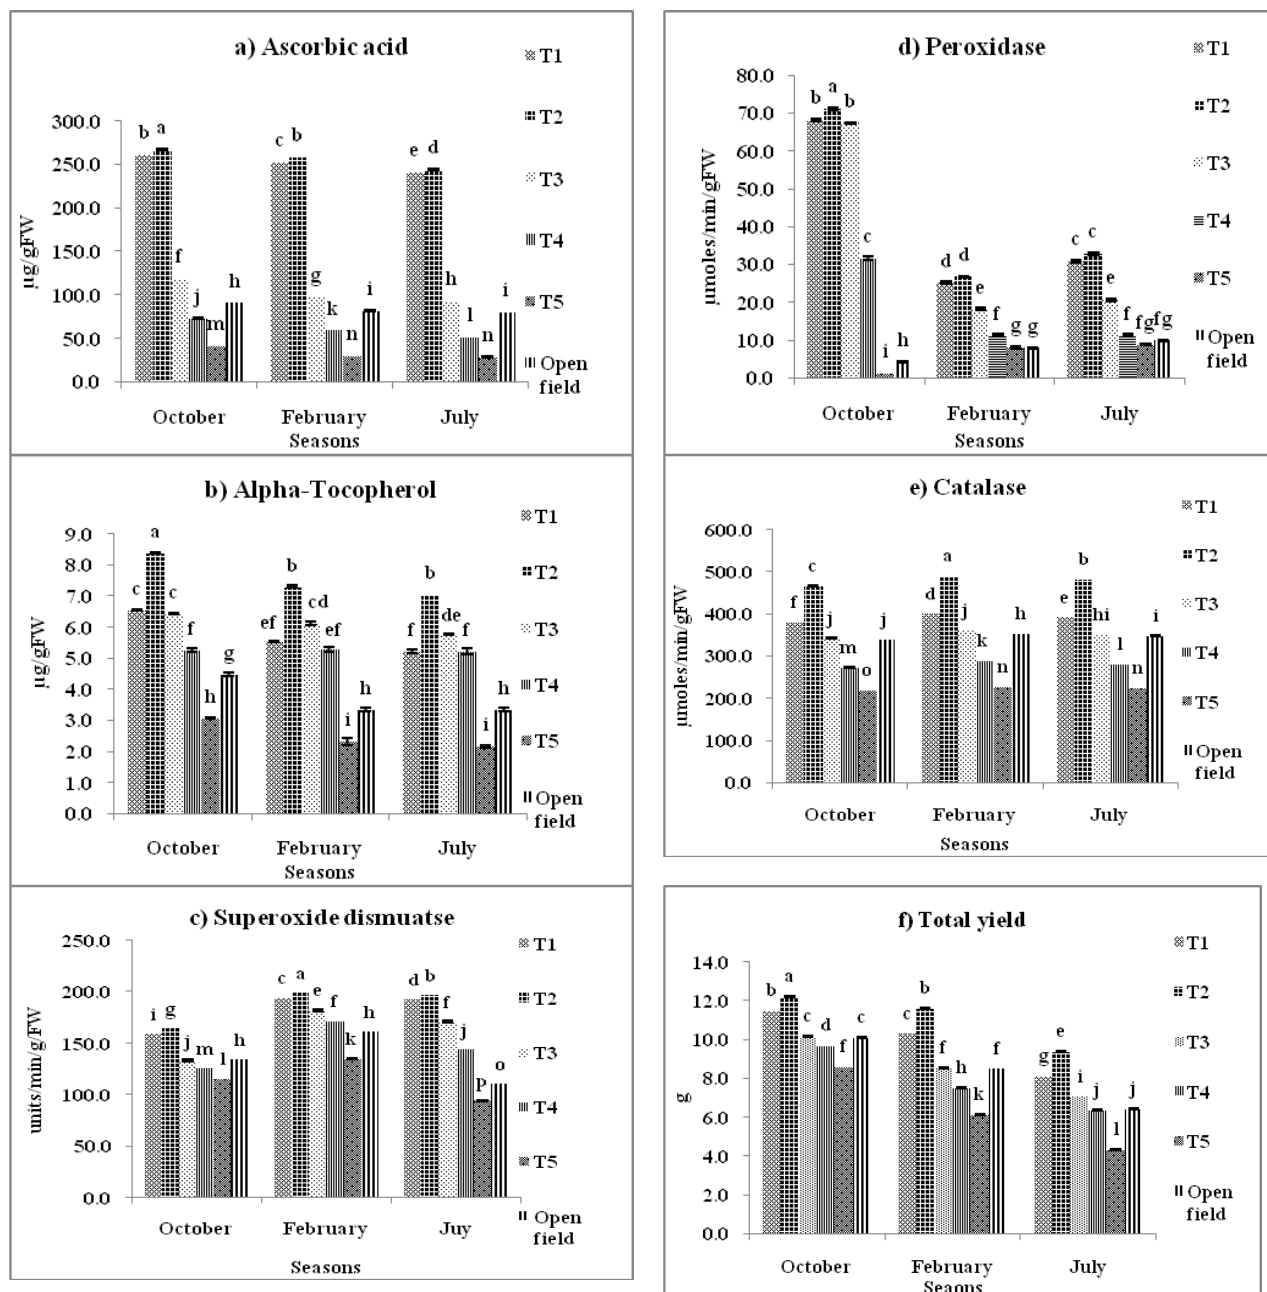 a) Ascorbic acid
300.0
250.0
200.0
150.0
100.0
50.0
0.0
µg/gFW
b a f j m h
c b g k n i
e d h l n i
October February July
Seasons
T1
T2
T3
T4
T5
Open
field
d) Peroxidase
80.0
70.0
60.0
50.0
40.0
30.0
20.0
10.0
0.0
µmoles/min/gFW
b a b c i h
d d e f g g
c c e f fg fg
October February July
Seasons
T1
T2
T3
T4
T5
Open
field
b) Alpha-Tocopherol
9.0
8.0
7.0
6.0
5.0
4.0
3.0
2.0
1.0
0.0
µg/gFW
c a c f h g
ef b cd ef i h
f b de f i h
October February July
Seasons
T1
T2
T3
T4
T5
Open
field
e) Catalase
600.0
500.0
400.0
300.0
200.0
100.0
0.0
µmoles/min/gFW
f c j m o j
d a j k n h
e b hi l n i
October February July
Seasons
T1
T2
T3
T4
T5
Open
field
c) Superoxide dismuatse
250.0
200.0
150.0
100.0
50.0
0.0
units/min/g/FW
i g j m l h
c a e f k h
d b f j p o
October February Juy
Seasons
T1
T2
T3
T4
T5
Open
field
f) Total yield
14.0
12.0
10.0
8.0
6.0
4.0
2.0
0.0
g
b a c d f c
c b f h k f
g e i j l j
October February July
Seaons
T1
T2
T3
T4
T5
Open
field